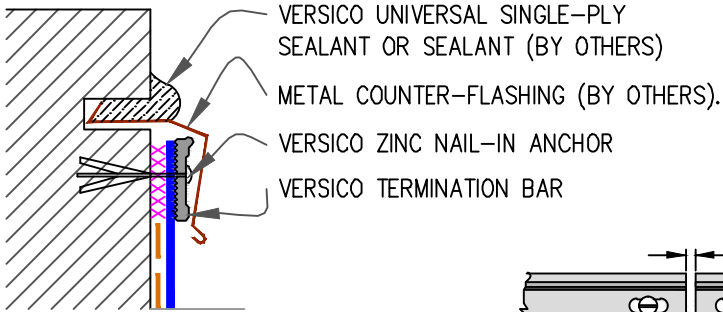 VERSICO UNIVERSAL SINGLE-PLY
SEALANT OR SEALANT (BY OTHERS)
METAL COUNTER-FLASHING (BY OTHERS).
VERSICO ZINC NAIL-IN ANCHOR
VERSICO TERMINATION BAR